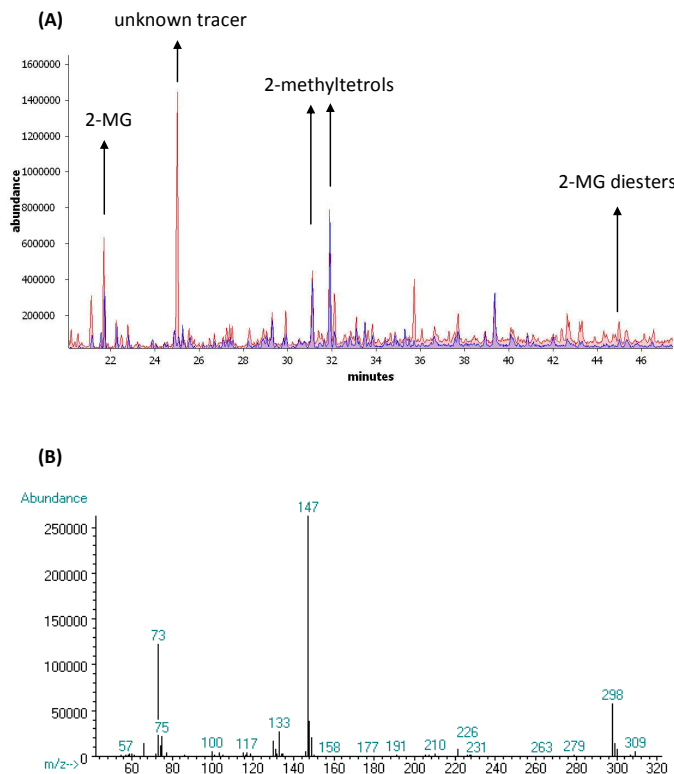 (A)
unknown tracer
2-methyltetrols
2-MG
2-MG diesters
abundance
1600000
1400000
1200000
1000000
800000
600000
400000
200000
22 24 26 28 30 32 34 36 38 40 42 44 46
minutes
(B)
Abundance
147
250000
200000
150000
73
100000
298
50000
133
75
226
57 100 117 158 177 191 210 231 263 279 309
0
m/z--> 60 80 100 120 140 160 180 200 220 240 260 280 300 320